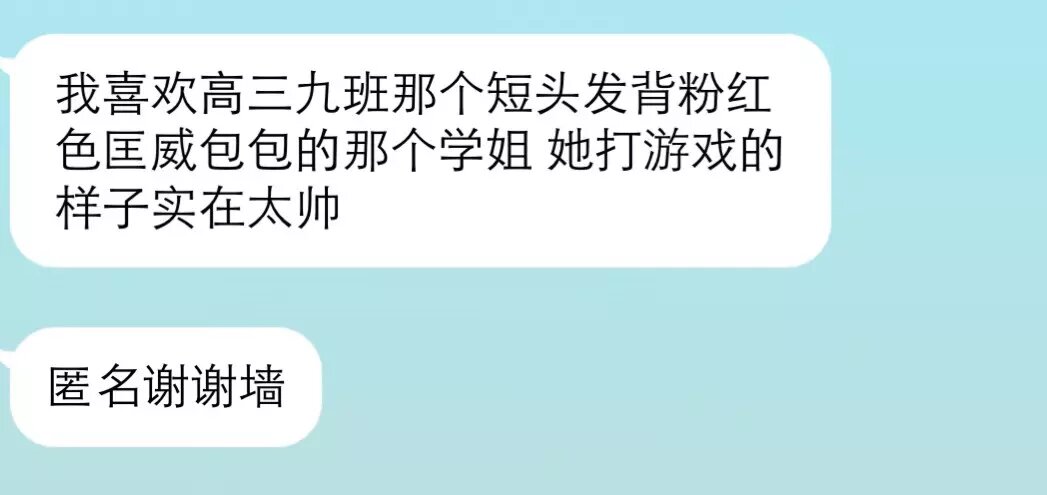 我喜欢高三九班那个短头发背粉红
色匡威包包的那个学姐 她打游戏的
样子实在太帅
匿名谢谢墙